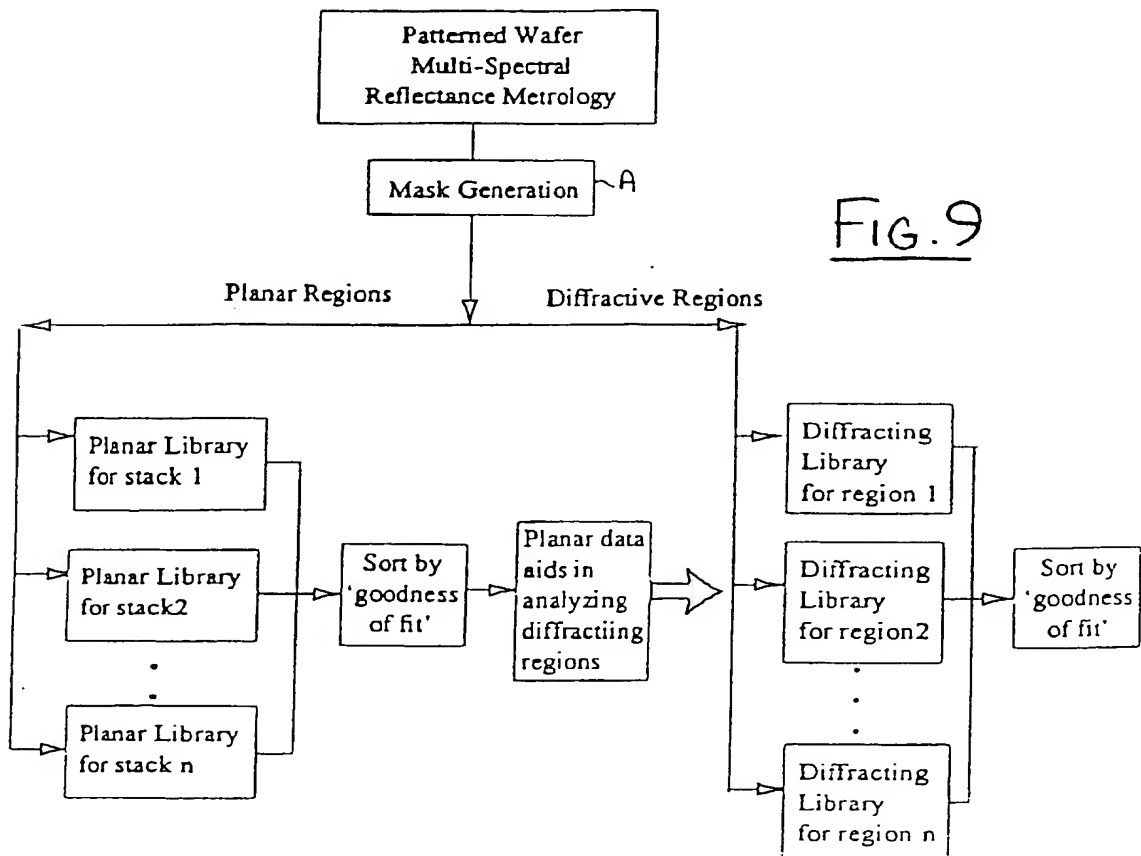 Patterned Wafer
Multi-Spectral
Reflectance Metrology
Mask Generation
A
FIG. 9
Planar Regions
Diffractive Regions
Planar Library
for stack 1
Planar Library
for stack2
Planar Library
for stack n
Sort by
'goodness
of fit'
Planar data
aids in
analyzing
diffractiing
regions
Diffracting
Library
for region 1
Diffracting
Library
for region2
Diffracting
Library
for region n
Sort by
'goodness
of fit'